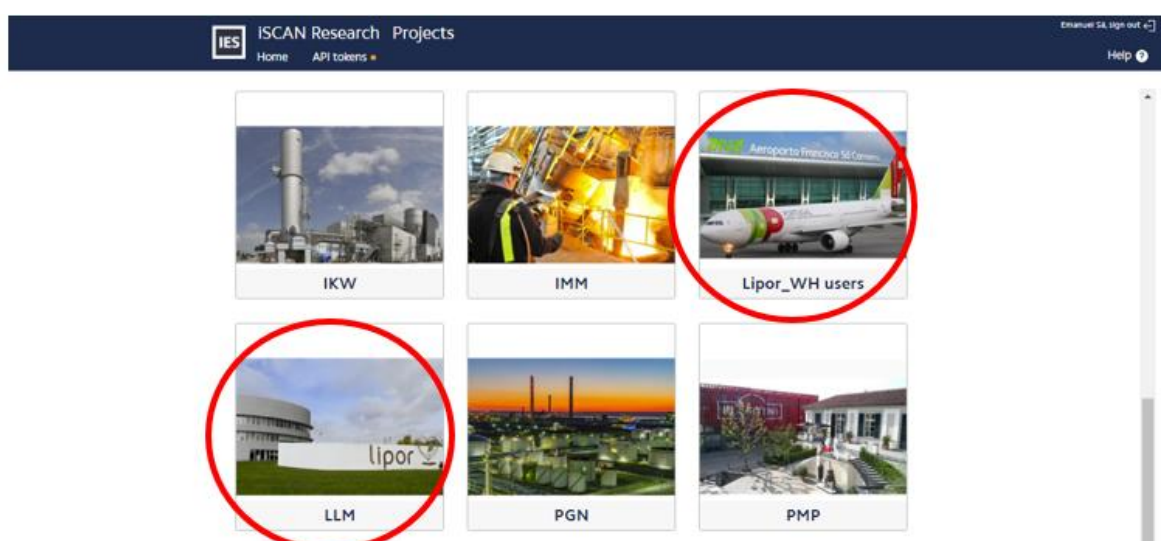 IES
ISCAN Research Projects
Home API tokens
Emanuel Sá, sign out
Help ?
Aeroporto Francisco Sá Carneiro
IKW
IMM
Lipor_WH users
lipor
LLM
PGN
PMP